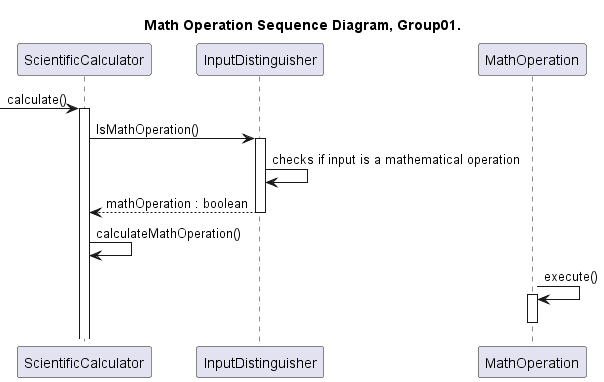 Math Operation Sequence Diagram, Group01.
ScientificCalculator
InputDistinguisher
MathOperation
calculate()
IsMathOperation()
checks if input is a mathematical operation
mathOperation : boolean
calculateMathOperation()
execute()
ScientificCalculator
InputDistinguisher
MathOperation